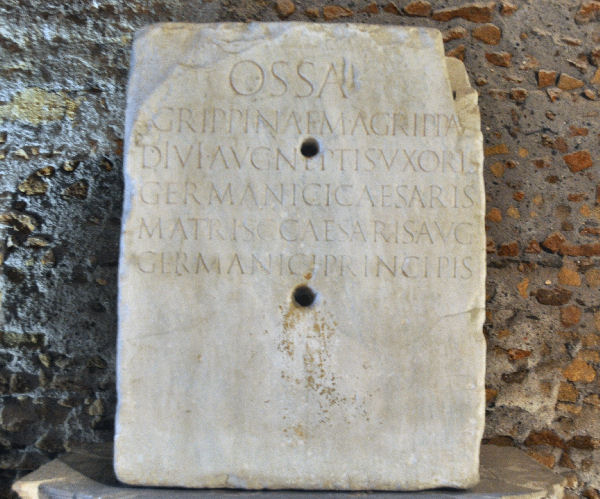 OSSA
AGRIPPINAE F M AGRIPPAE
DIVI AVG NEPTIS VXORIS
GERMANICI CAESARIS
MATRIS C CAESARIS AVG
GERMANICI PRINCIPIS